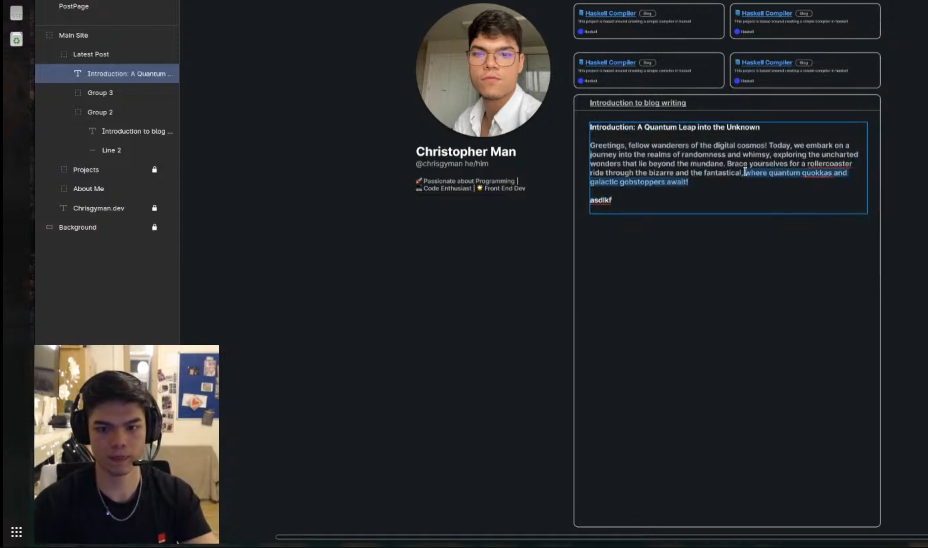 PostPage
Main Site
Latest Post
Introduction: A Quantum ...
Group 3
Group 2
Introduction to blog ...
Line 2
Projects
About Me
Chrisgyman.dev
Background
Christopher Man
@chrisgyman he/him
🚀 Passionate about Programming |
💻 Code Enthusiast | 🌻 Front End Dev
Haskell Compiler Blog
This project is based around creating a simple compiler in haskell
Haskell
Haskell Compiler Blog
This project is based around creating a simple compiler in haskell
Haskell
Haskell Compiler Blog
This project is based around creating a simple compiler in haskell
Haskell
Haskell Compiler Blog
This project is based around creating a simple compiler in haskell
Haskell
Introduction to blog writing
Introduction: A Quantum Leap into the Unknown
Greetings, fellow wanderers of the digital cosmos! Today, we embark on a
journey into the realms of randomness and whimsy, exploring the uncharted
wonders that lie beyond the mundane. Brace yourselves for a rollercoaster
ride through the bizarre and the fantastical, where quantum quokkas and
galactic gobstoppers await!
asdlkf